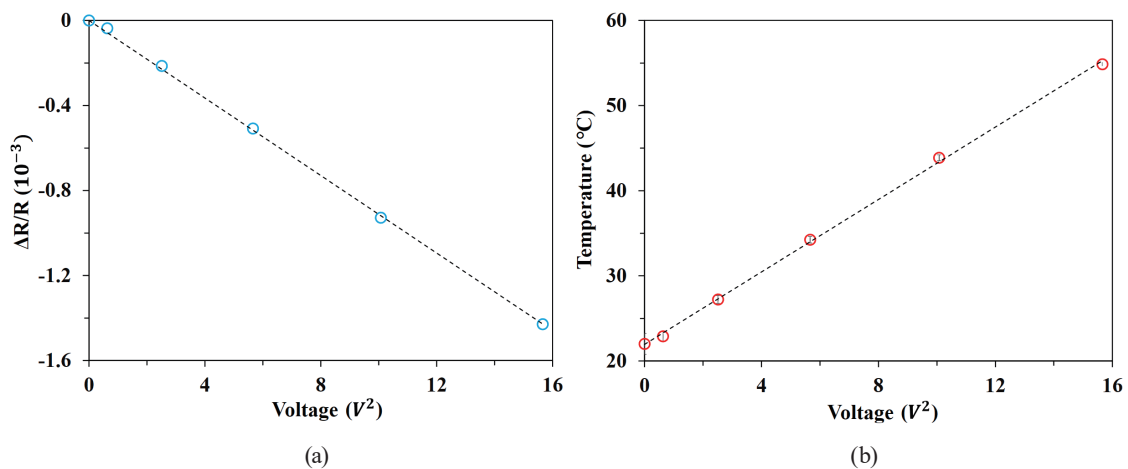 0
-0.4
-0.8
-1.2
-1.6
ΔR/R (10⁻³)
0 4 8 12 16
Voltage (V²)
(a)
60
50
40
30
20
Temperature (°C)
0 4 8 12 16
Voltage (V²)
(b)